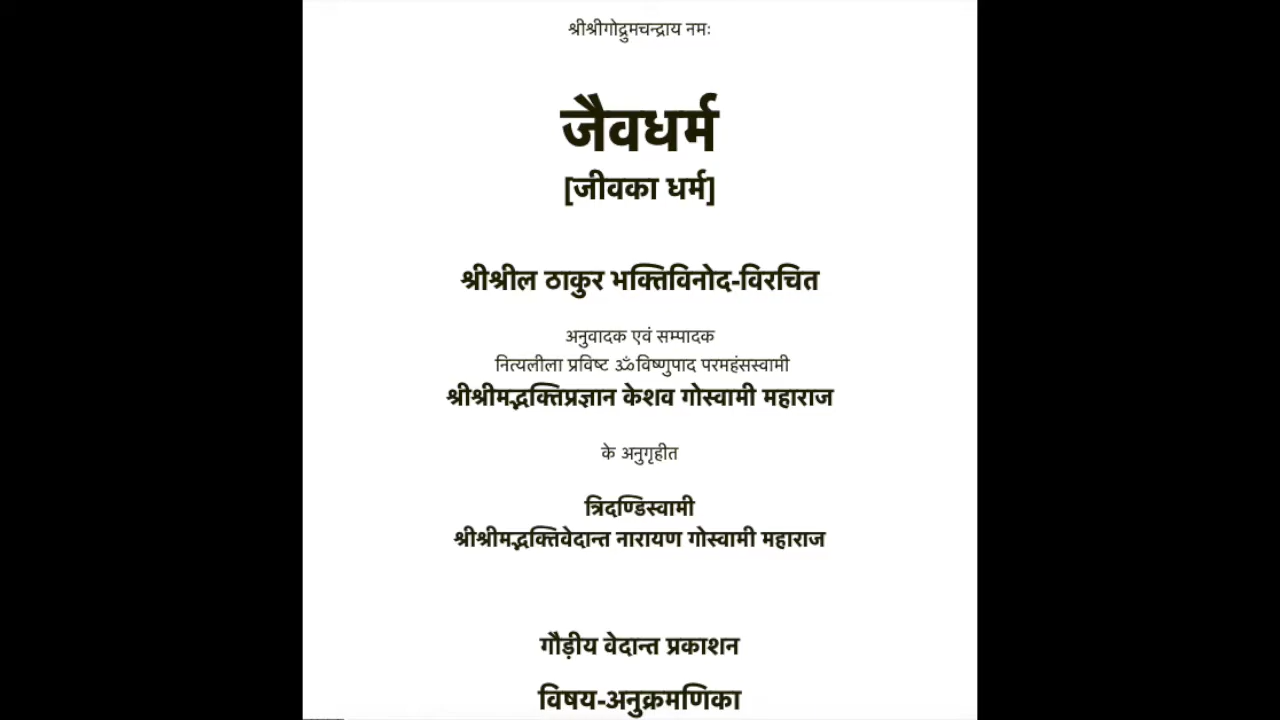 श्रीश्रीगोद्रुमचन्द्राय नमः
जैवधर्म
[जीवका धर्म]
श्रीश्रील ठाकुर भक्तिविनोद-विरचित
अनुवादक एवं सम्पादक
नित्यलीला प्रविष्ट ॐविष्णुपाद परमहंसस्वामी
श्रीश्रीमद्भक्तिप्रज्ञान केशव गोस्वामी महाराज
के अनुगृहीत
त्रिदण्डिस्वामी
श्रीश्रीमद्भक्तिवेदान्त नारायण गोस्वामी महाराज
गौड़ीय वेदान्त प्रकाशन
विषय-अनुक्रमणिका